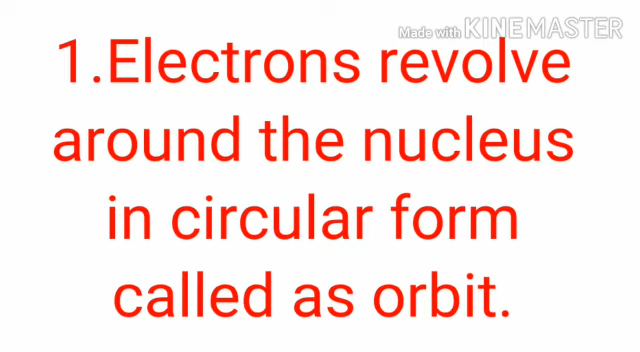 Made with KINEMASTER
1.Electrons revolve
around the nucleus
in circular form
called as orbit.